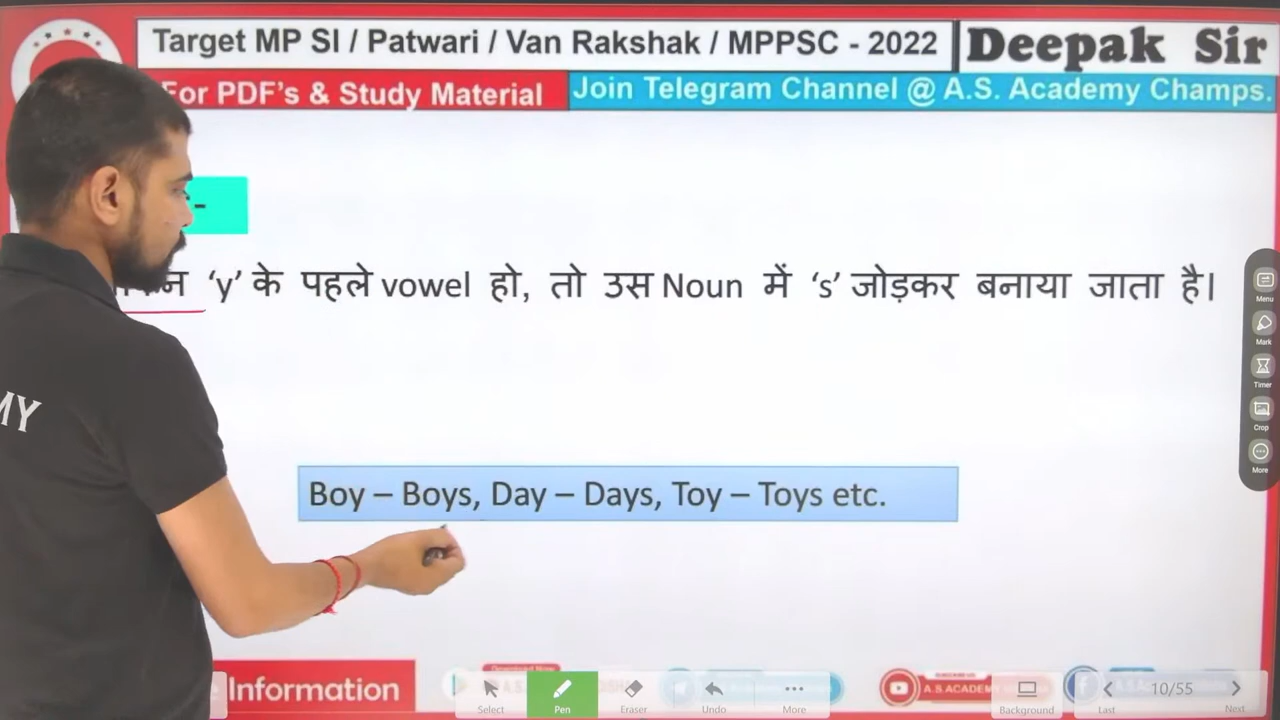 Target MP SI / Patwari / Van Rakshak / MPPSC - 2022
Deepak Sir
For PDF's & Study Material
Join Telegram Channel @ A.S. Academy Champs.
-
'y' के पहले vowel हो, तो उस Noun में 's' जोड़कर बनाया जाता है।
MY
Boy – Boys, Day – Days, Toy – Toys etc.
Information
Menu
Mark
Timer
Crop
More
Select
Pen
Eraser
Undo
More
A.S.ACADEMY
Background
Last
10/55
Next